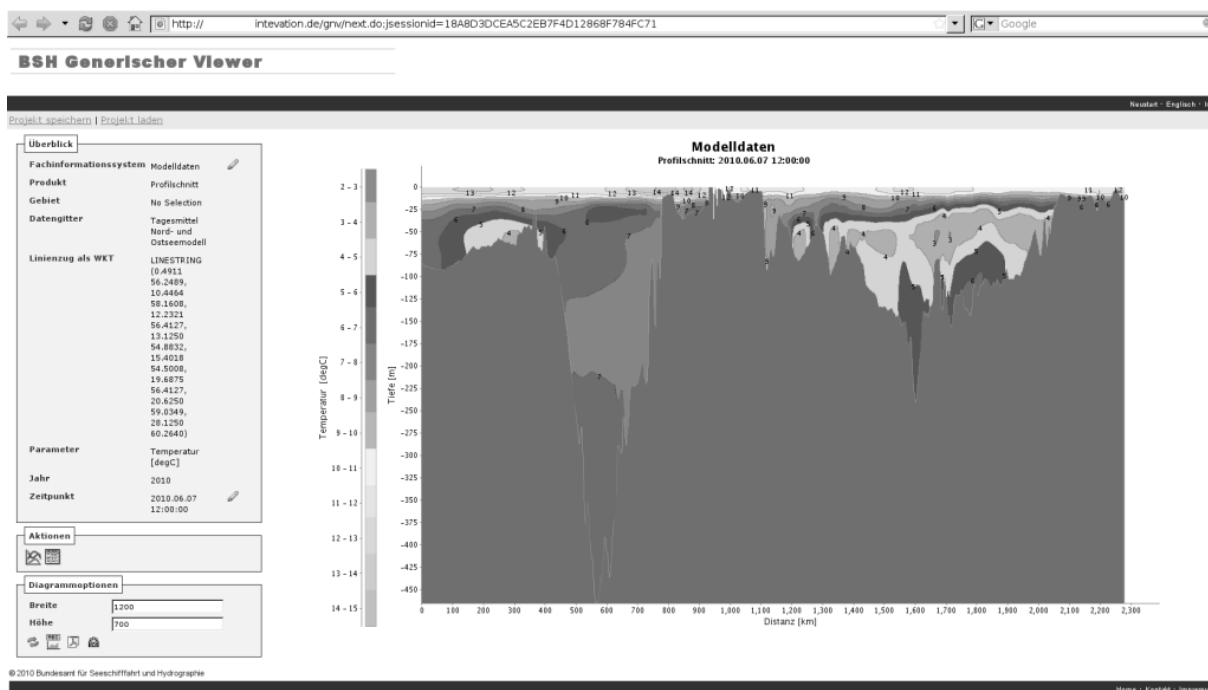 http:// intevation.de/gnv/next.do;jsessionid=18A8D3DCEA5C2EB7F4D12868F784FC71
Google
BSH Generischer Viewer
Neustart · Englisch ·
Projekt speichern | Projekt laden
Überblick
Fachinformationssystem Modelldaten
Produkt Profilschnitt
Gebiet No Selection
Datengitter Tagesmittel
Nord- und
Ostseemodell
Linienzug als WKT LINESTRING
(0.4911
56.2489,
10.4464
58.1608,
12.2321
56.4127,
13.1250
54.8832,
15.4018
54.5008,
19.6875
56.4127,
20.6250
59.0349,
28.1250
60.2640)
Parameter Temperatur
[degC]
Jahr 2010
Zeitpunkt 2010.06.07
12:00:00
Aktionen
Diagrammoptionen
Breite 1200
Höhe 700
Modelldaten
Profilschnitt: 2010.06.07 12:00:00
Temperatur [degC]
2 - 3
3 - 4
4 - 5
5 - 6
6 - 7
7 - 8
8 - 9
9 - 10
10 - 11
11 - 12
12 - 13
13 - 14
14 - 15
Tiefe [m]
0
-25
-50
-75
-100
-125
-150
-175
-200
-225
-250
-275
-300
-325
-350
-375
-400
-425
-450
0 100 200 300 400 500 600 700 800 900 1,000 1,100 1,200 1,300 1,400 1,500 1,600 1,700 1,800 1,900 2,000 2,100 2,200 2,300
Distanz [km]
© 2010 Bundesamt für Seeschifffahrt und Hydrographie
Home · Kontakt ·